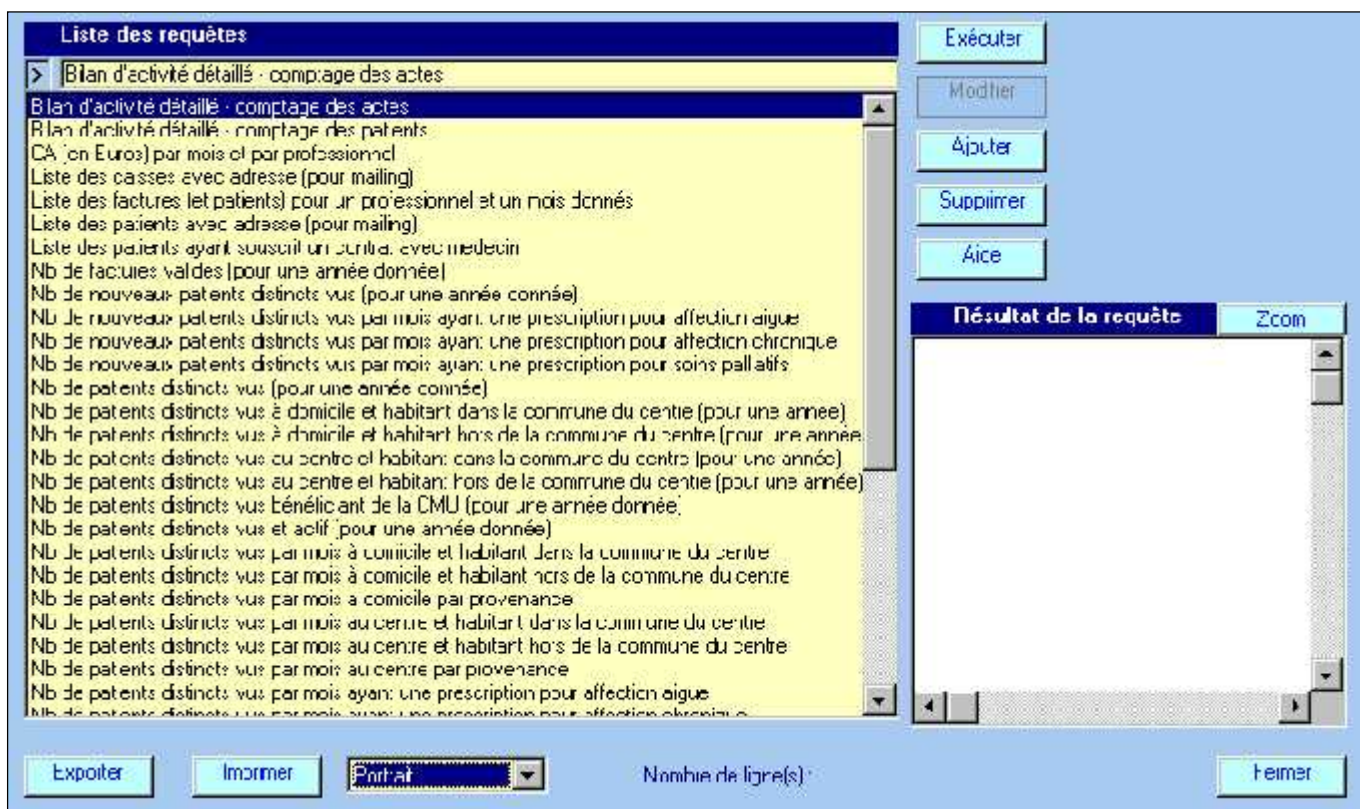 Liste des requêtes
> Bilan d'activité détaillé - comptage des actes
Bilan d'activité détaillé - comptage des actes
Bilan d'activité détaillé - comptage des patients
CA (en Euros) par mois et par professionnel
Liste des caisses avec adresse (pour mailing)
Liste des factures (et patients) pour un professionnel et un mois donnés
Liste des patients avec adresse (pour mailing)
Liste des patients ayant souscrit un contrat avec medecin
Nb de factures valides (pour une année donnée)
Nb de nouveaux patients distincts vus (pour une année donnée)
Nb de nouveaux patients distincts vus par mois ayant une prescription pour affection aigue
Nb de nouveaux patients distincts vus par mois ayant une prescription pour affection chronique
Nb de nouveaux patients distincts vus par mois ayant une prescription pour soins palliatifs
Nb de patients distincts vus (pour une année donnée)
Nb de patients distincts vus à domicile et habitant dans la commune du centre (pour une année)
Nb de patients distincts vus à domicile et habitant hors de la commune du centre (pour une année
Nb de patients distincts vus au centre et habitant dans la commune du centre (pour une année)
Nb de patients distincts vus au centre et habitant hors de la commune du centre (pour une année)
Nb de patients distincts vus bénéficiant de la CMU (pour une année donnée)
Nb de patients distincts vus et actif (pour une année donnée)
Nb de patients distincts vus par mois à domicile et habitant dans la commune du centre
Nb de patients distincts vus par mois à domicile et habitant hors de la commune du centre
Nb de patients distincts vus par mois a domicile par provenance
Nb de patients distincts vus par mois au centre et habitant dans la commune du centre
Nb de patients distincts vus par mois au centre et habitant hors de la commune du centre
Nb de patients distincts vus par mois au centre par provenance
Nb de patients distincts vus par mois ayant une prescription pour affection aigue
Nb de patients distincts vus par mois ayant une prescription pour affection chronique
Exécuter
Modifier
Ajouter
Supprimer
Aide
Résultat de la requête
Zoom
Exporter
Imprimer
Portrait
Nombre de ligne(s) :
Fermer